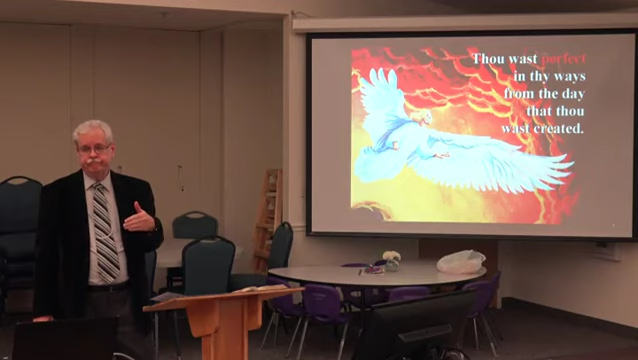 Thou wast perfect
in thy ways
from the day
that thou
wast created.